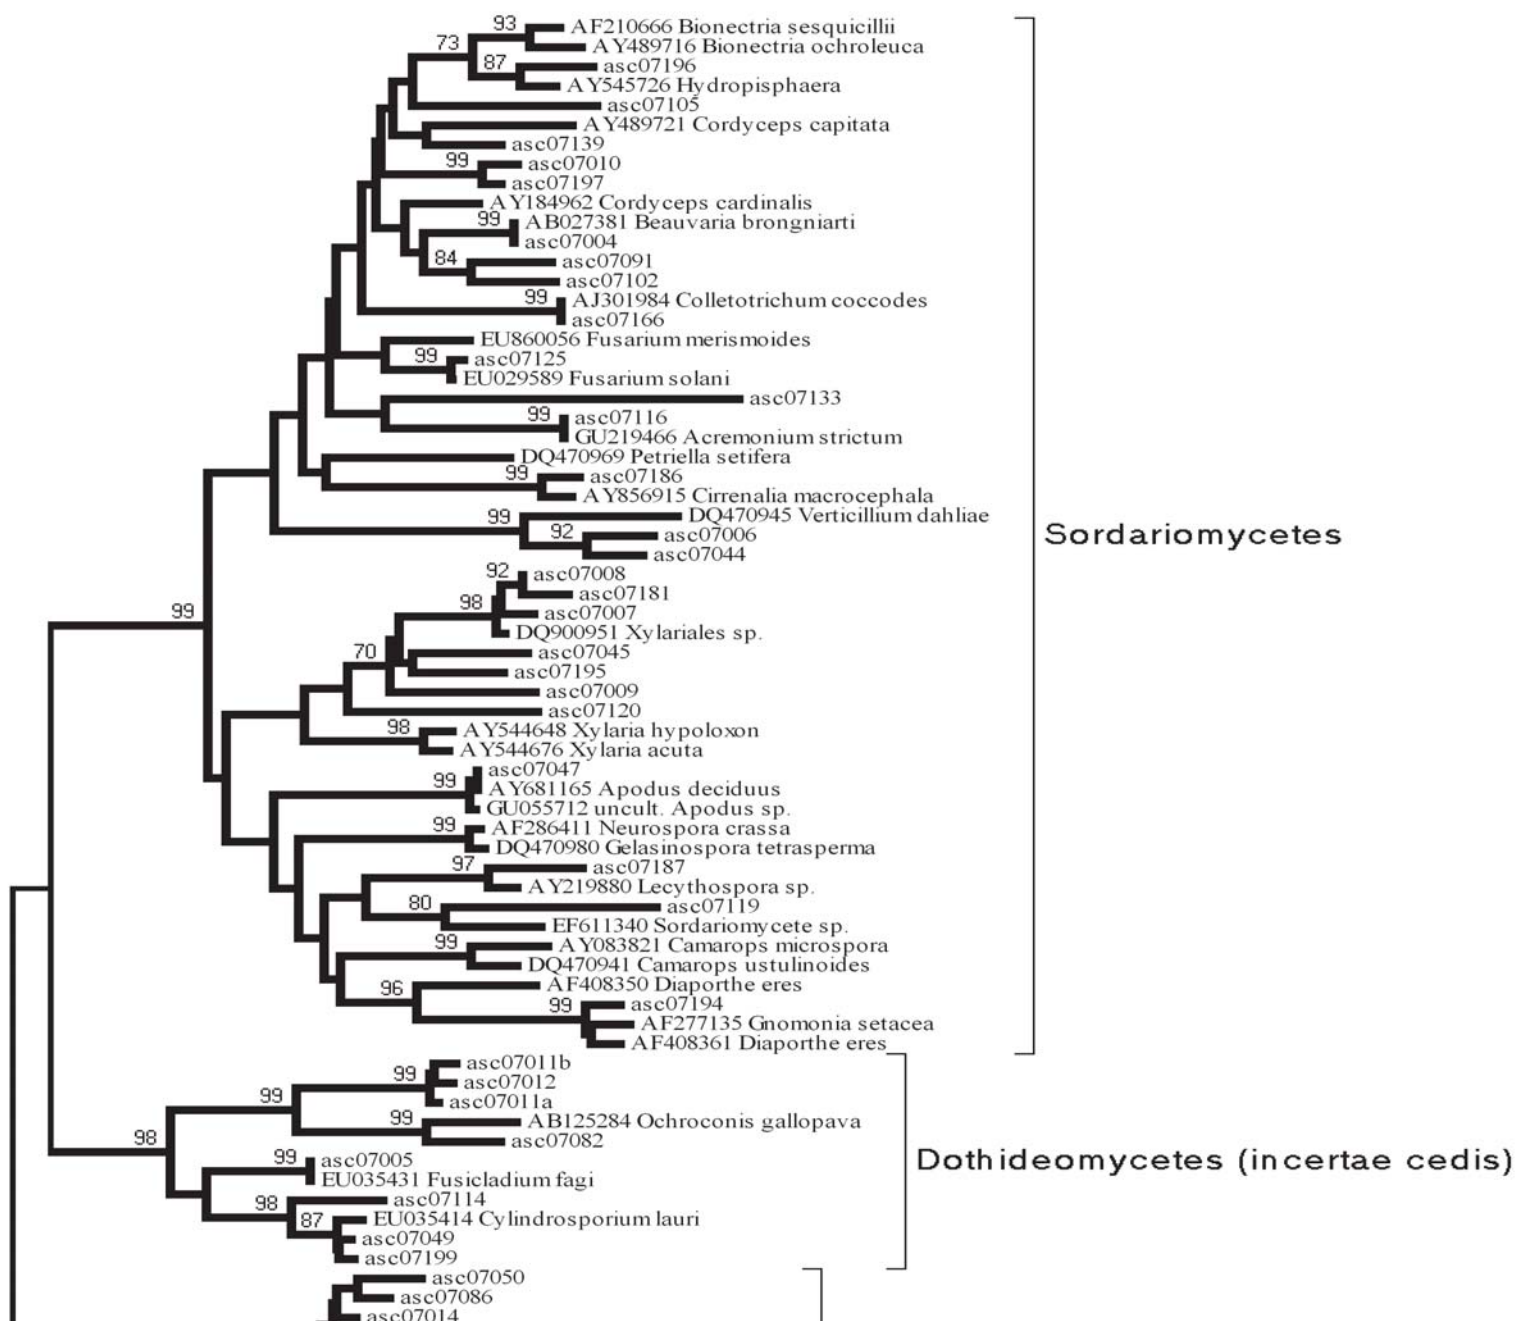 93
AF210666 Bionectria sesquicillii
AY489716 Bionectria ochroleuca
73
87
asc07196
AY545726 Hydropisphaera
asc07105
AY489721 Cordyceps capitata
asc07139
99
asc07010
asc07197
AY184962 Cordyceps cardinalis
99
AB027381 Beauvaria brongniarti
asc07004
84
asc07091
asc07102
99
AJ301984 Colletotrichum coccodes
asc07166
EU860056 Fusarium merismoides
99
asc07125
EU029589 Fusarium solani
asc07133
99
asc07116
GU219466 Acremonium strictum
DQ470969 Petriella setifera
99
asc07186
AY856915 Cirrenalia macrocephala
99
DQ470945 Verticillium dahliae
92
asc07006
asc07044
Sordariomycetes
92
asc07008
asc07181
98
asc07007
DQ900951 Xylariales sp.
99
70
asc07045
asc07195
asc07009
asc07120
98
AY544648 Xylaria hypoloxon
AY544676 Xylaria acuta
asc07047
99
AY681165 Apodus deciduus
GU055712 uncult. Apodus sp.
99
AF286411 Neurospora crassa
DQ470980 Gelasinospora tetrasperma
97
asc07187
AY219880 Lecythospora sp.
80
asc07119
EF611340 Sordariomycete sp.
99
AY083821 Camarops microspora
DQ470941 Camarops ustulinoides
96
AF408350 Diaporthe eres
99
asc07194
AF277135 Gnomonia setacea
AF408361 Diaporthe eres
99
asc07011b
asc07012
99
asc07011a
99
AB125284 Ochroconis gallopava
asc07082
98
99
asc07005
EU035431 Fusicladium fagi
Dothideomycetes (incertae cedis)
98
asc07114
87
EU035414 Cylindrosporium lauri
asc07049
asc07199
asc07050
asc07086
asc07014